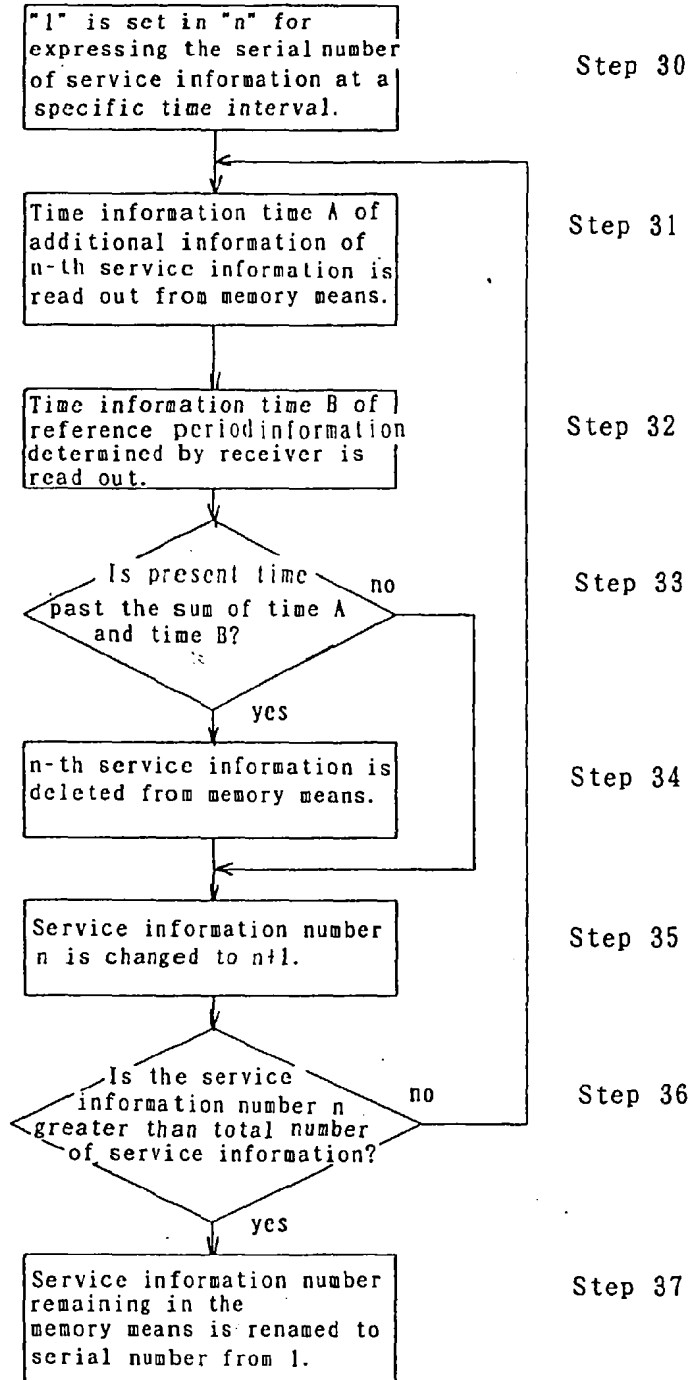 "1" is set in "n" for
expressing the serial number
of service information at a
specific time interval.
Step 30
Time information time A of
additional information of
n-th service information is
read out from memory means.
Step 31
Time information time B of
reference period information
determined by receiver is
read out.
Step 32
Is present time
past the sum of time A
and time B?
no
Step 33
yes
n-th service information is
deleted from memory means.
Step 34
Service information number
n is changed to n+1.
Step 35
Is the service
information number n
greater than total number
of service information?
no
Step 36
yes
Service information number
remaining in the
memory means is renamed to
serial number from 1.
Step 37